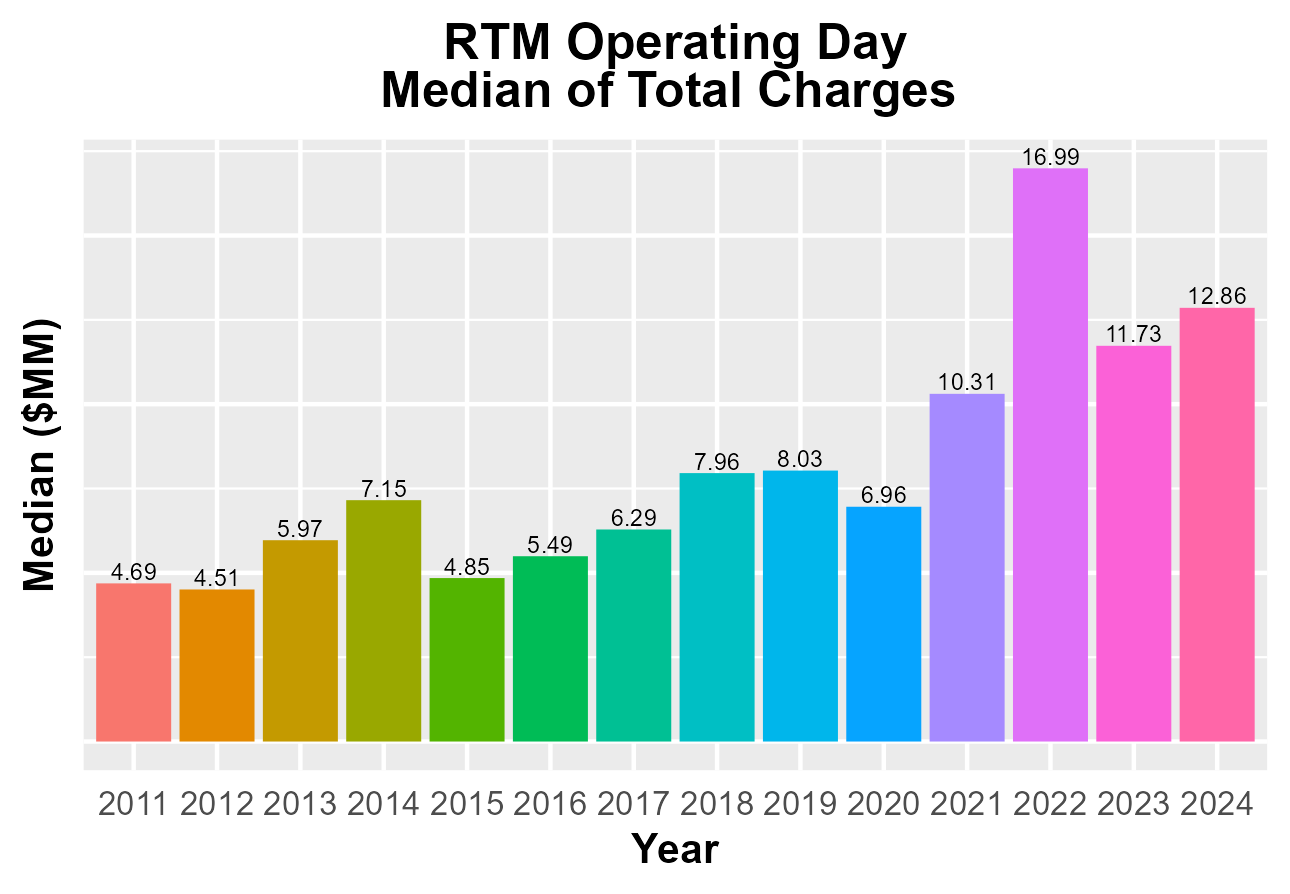 RTM Operating Day
Median of Total Charges
16.99
12.86
11.73
10.31
7.96
8.03
7.15
6.96
6.29
5.97
5.49
4.69
4.51
4.85
Median ($MM)
2011 2012 2013 2014 2015 2016 2017 2018 2019 2020 2021 2022 2023 2024
Year